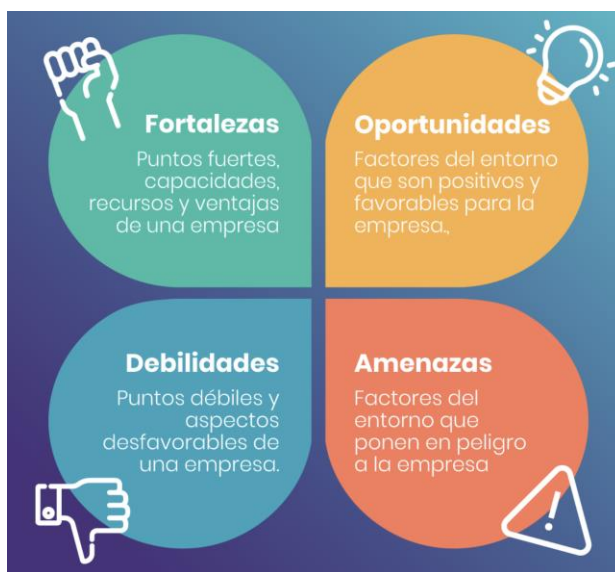 Fortalezas
Puntos fuertes,
capacidades,
recursos y ventajas
de una empresa
Oportunidades
Factores del entorno
que son positivos y
favorables para la
empresa.,
Debilidades
Puntos débiles y
aspectos
desfavorables de
una empresa.
Amenazas
Factores del
entorno que
ponen en peligro
a la empresa